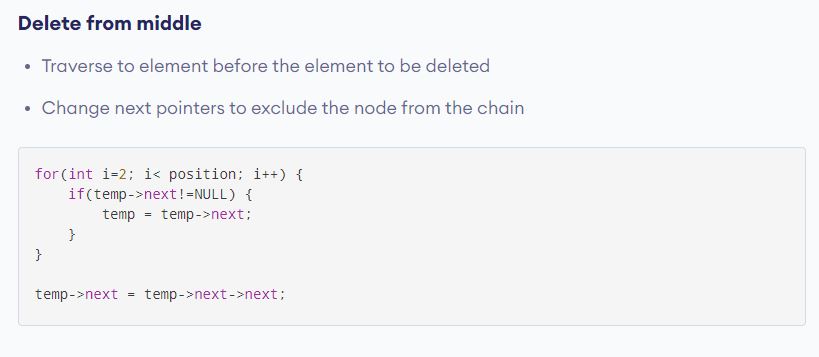 Delete from middle
• Traverse to element before the element to be deleted
• Change next pointers to exclude the node from the chain
for(int i=2; i< position; i++) {
    if(temp->next!=NULL) {
        temp = temp->next;
    }
}
temp->next = temp->next->next;